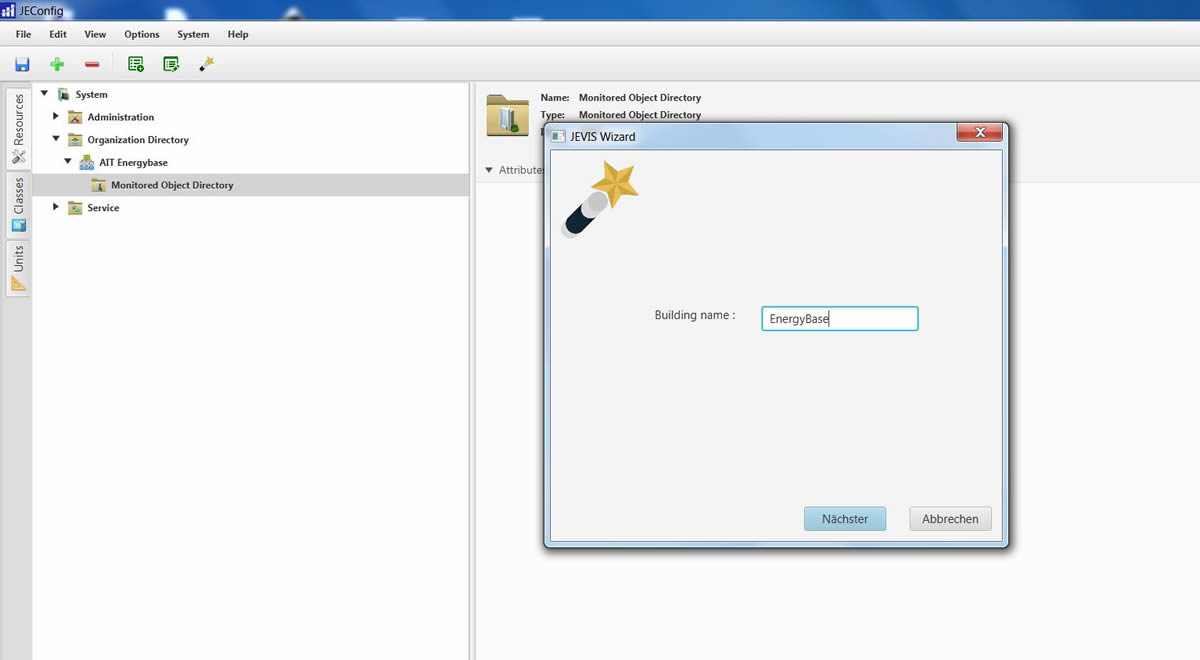 JEConfig
File Edit View Options System Help
Resources
Classes
Units
System
Administration
Organization Directory
AIT Energybase
Monitored Object Directory
Service
Name: Monitored Object Directory
Type: Monitored Object Directory
JEVIS Wizard
Building name : EnergyBase
Nächster Abbrechen